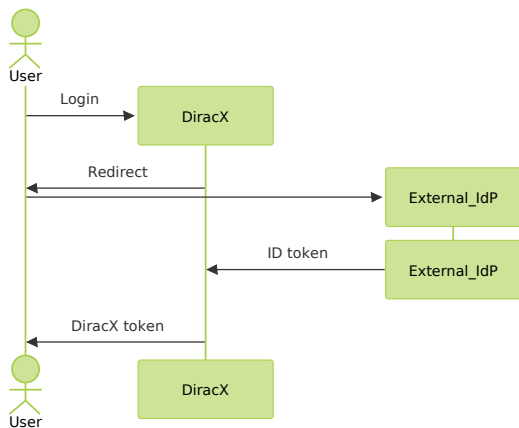 User
Login
DiracX
Redirect
External_IdP
ID token
External_IdP
DiracX token
DiracX
User